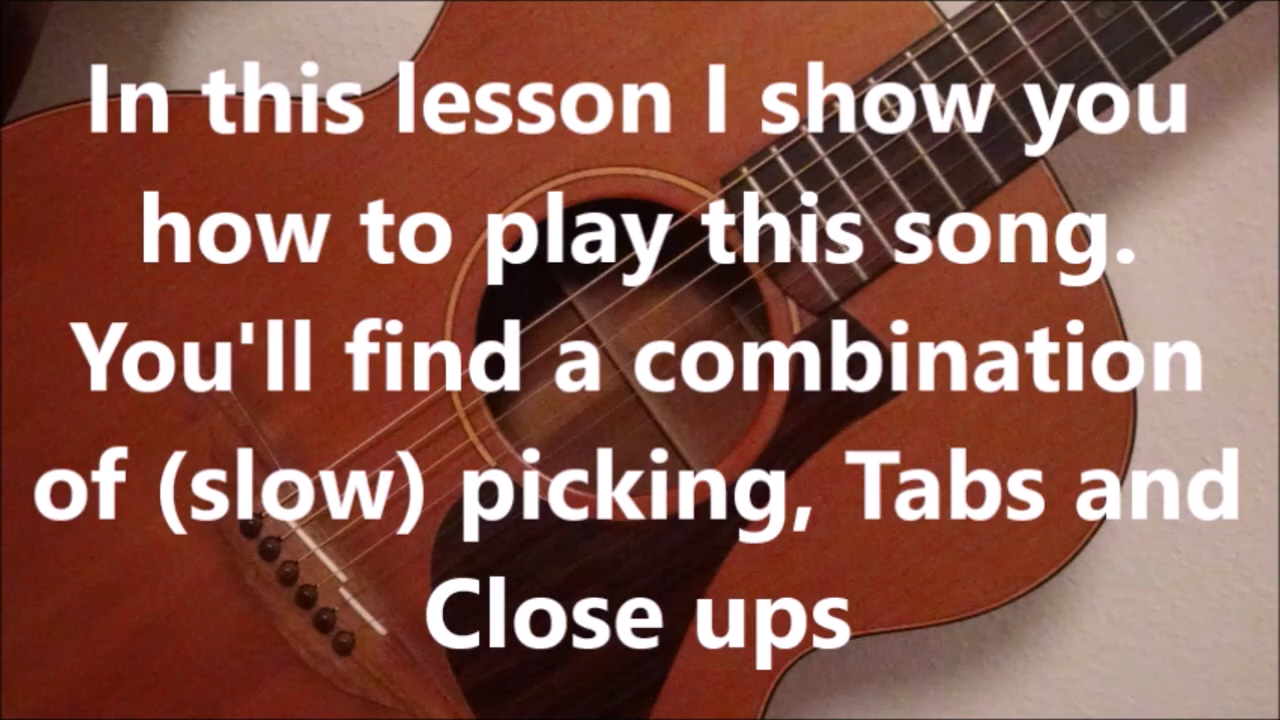 In this lesson I show you
how to play this song.
You'll find a combination
of (slow) picking, Tabs and
Close ups